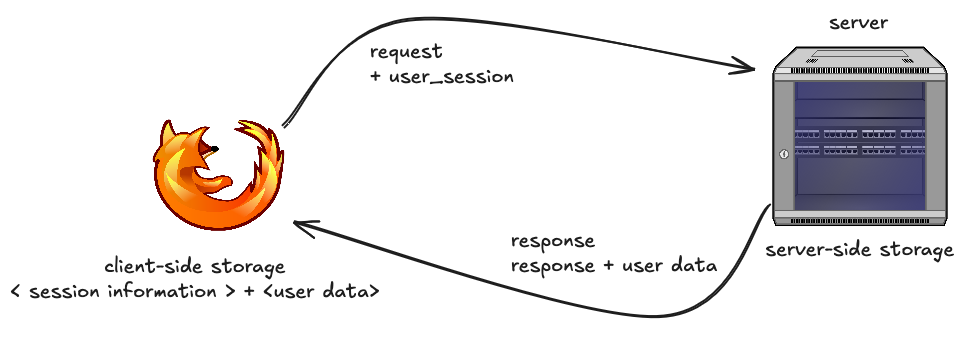 server
request
+ user_session
server-side storage
response
response + user data
client-side storage
< session information > + <user data>